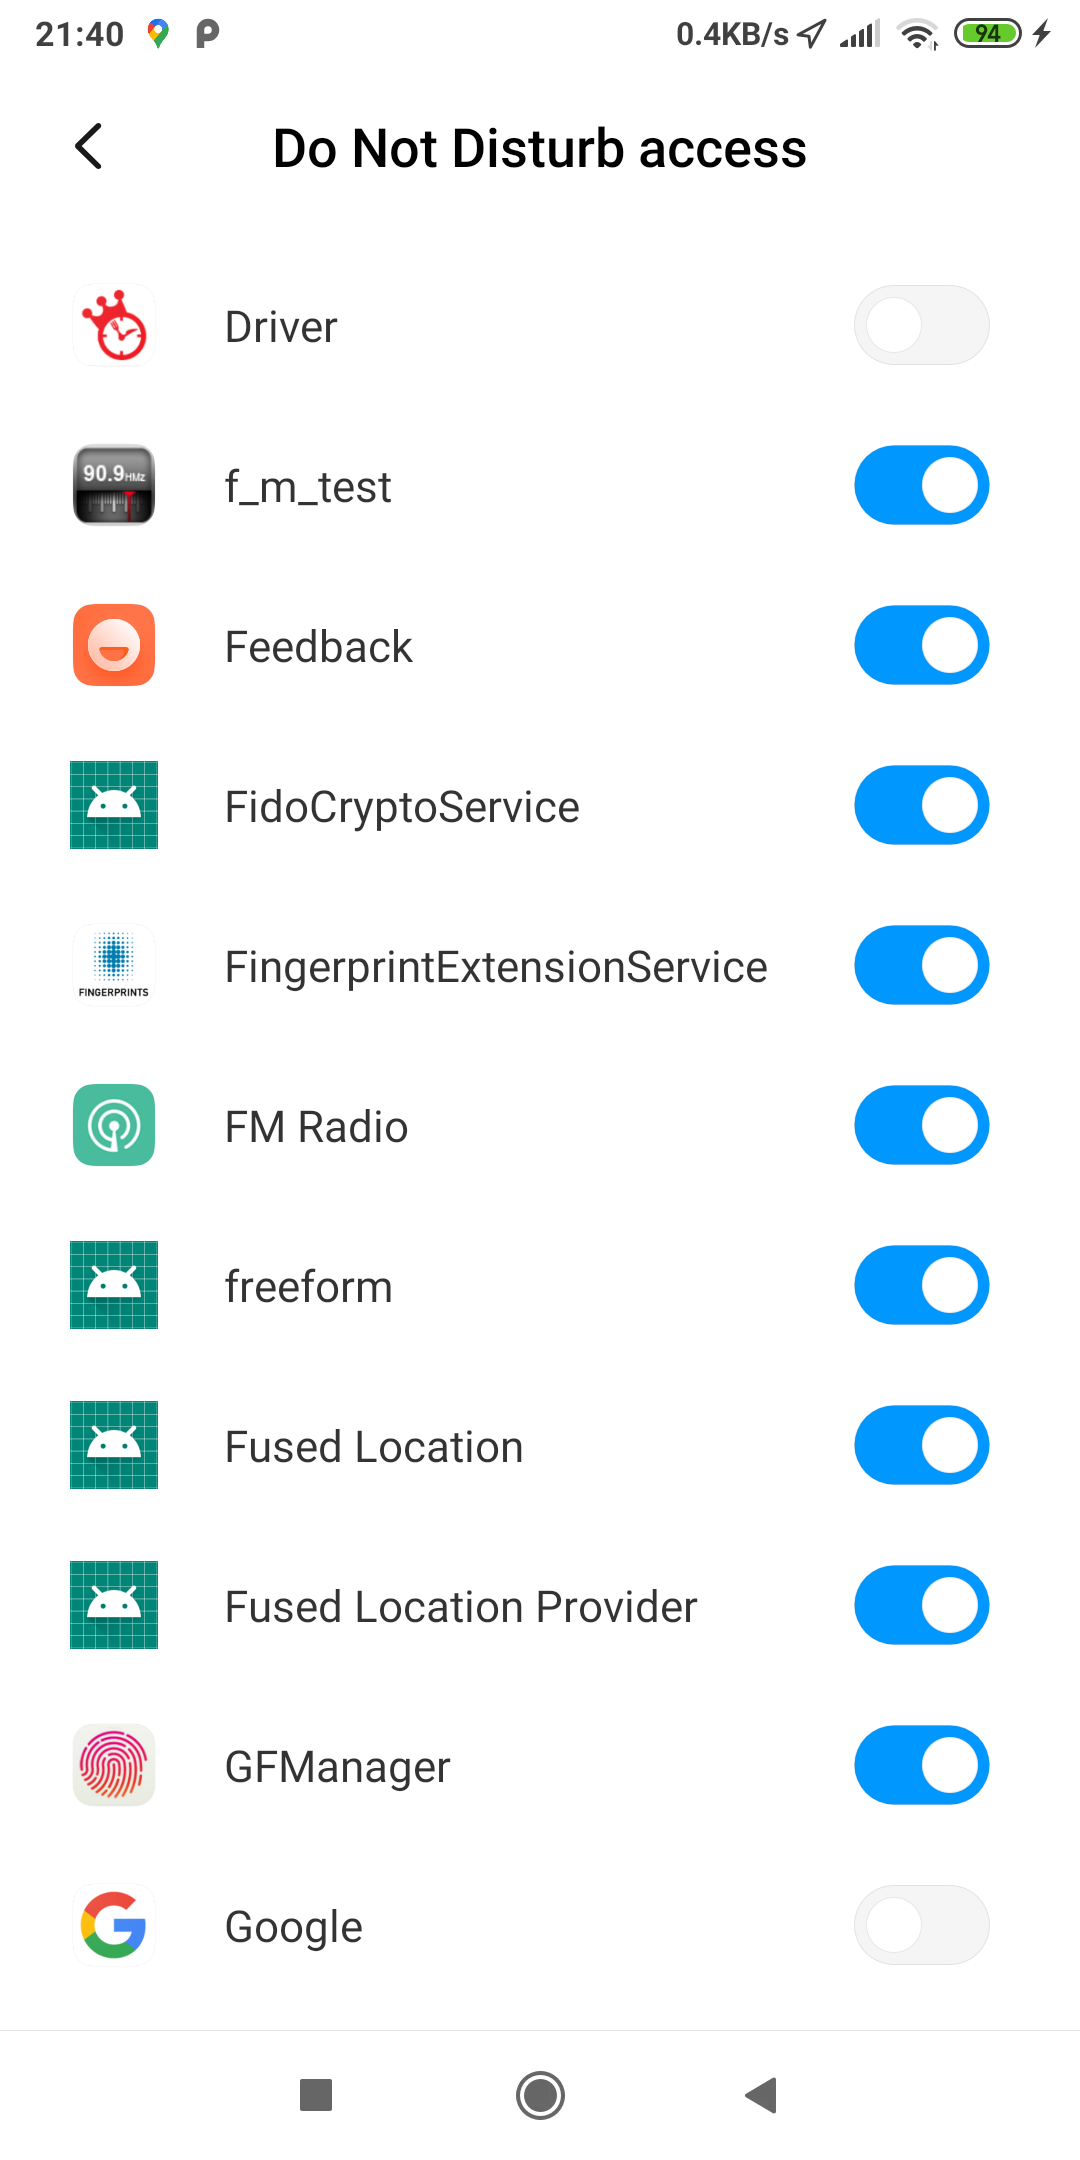 21:40 0.4KB/s 94
Do Not Disturb access
Driver
90.9HMz
f_m_test
Feedback
FidoCryptoService
FINGERPRINTS
FingerprintExtensionService
FM Radio
freeform
Fused Location
Fused Location Provider
GFManager
Google